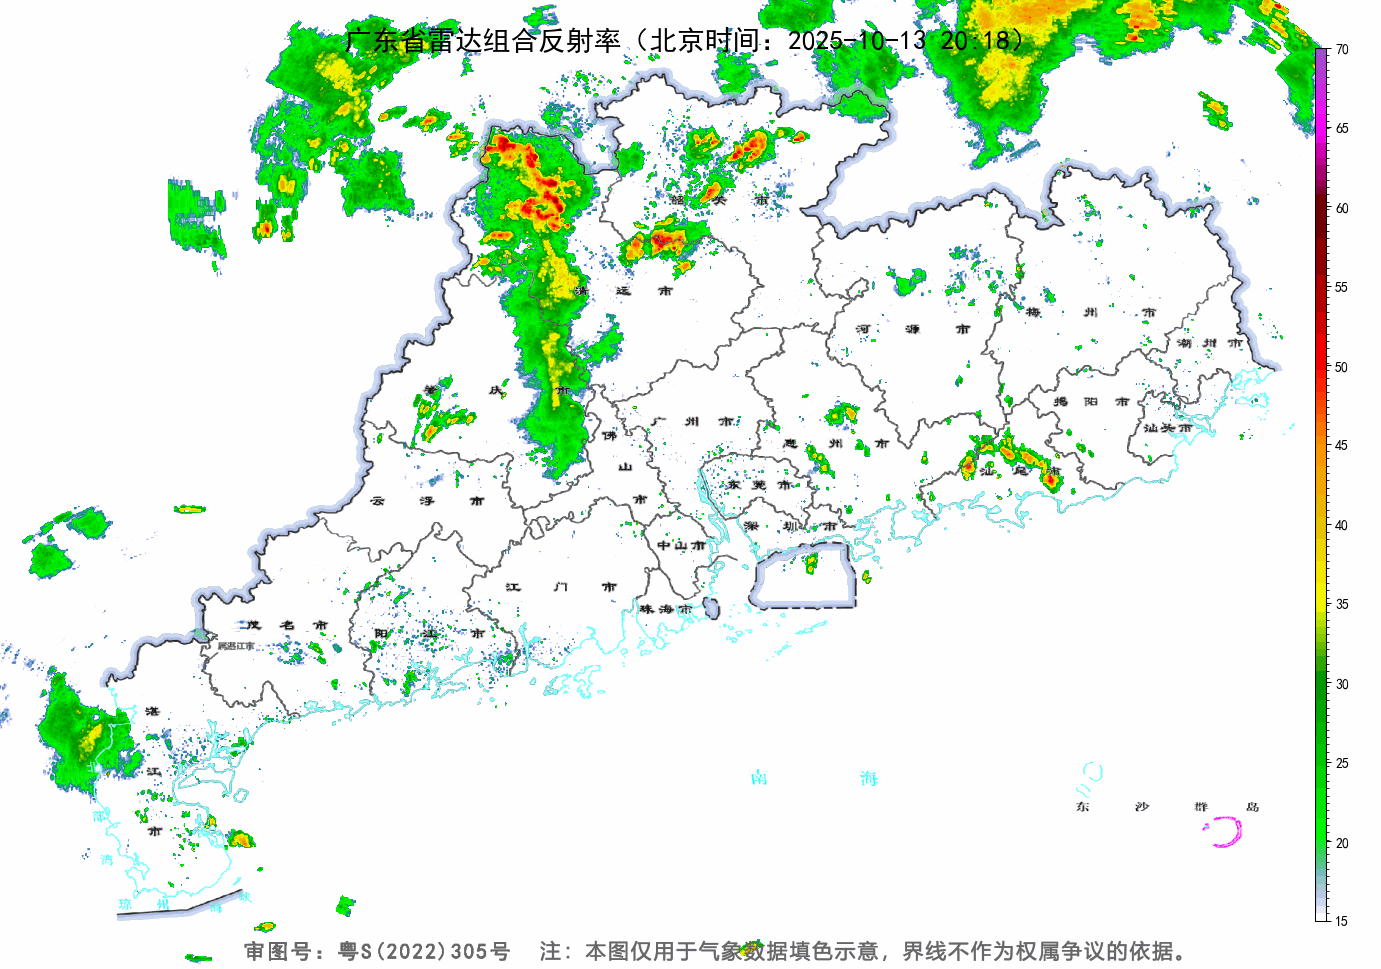 广东省雷达组合反射率（北京时间：2025-10-13 20:18）
70
65
60
55
50
45
40
35
30
25
20
15
韶关市
清远市
河源市
梅州市
潮州市
肇庆市
广州市
佛山市
惠州市
揭阳市
汕头市
汕尾市
东莞市
云浮市
深圳市
中山市
江门市
珠海市
茂名市
阳江市
属湛江市
湛江市
南海
东沙群岛
部湾
琼州海峡
审图号：粤S(2022)305号 注：本图仅用于气象数据填色示意，界线不作为权属争议的依据。